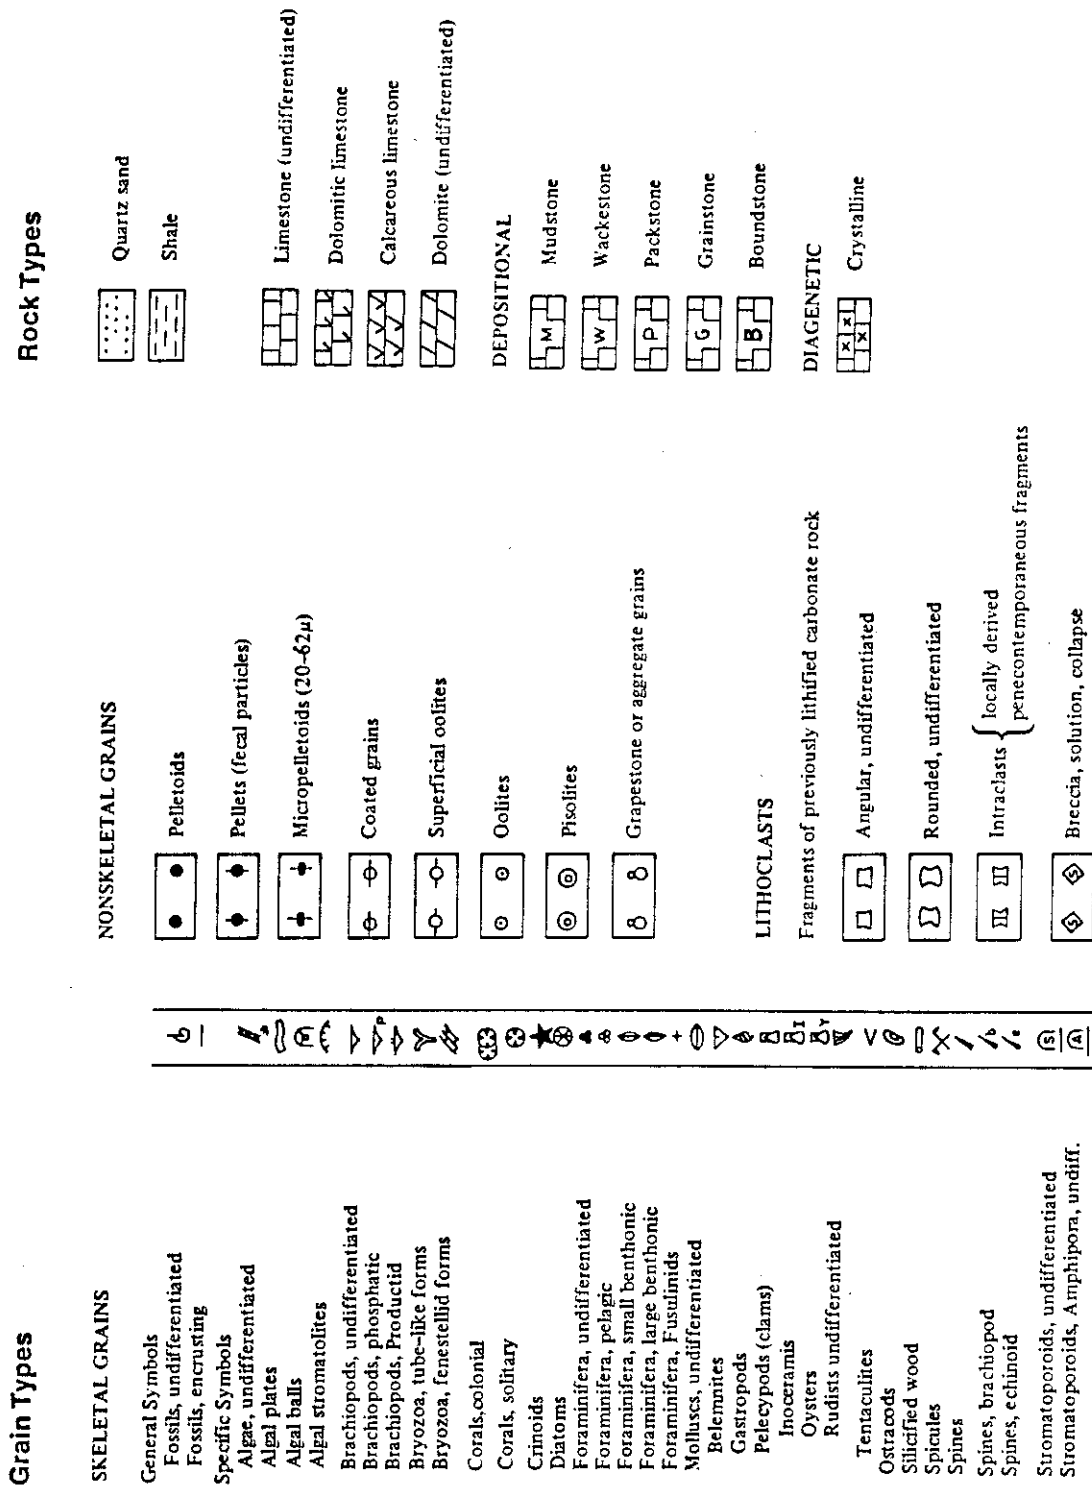 Grain Types
SKELETAL GRAINS
General Symbols
Fossils, undifferentiated
Fossils, encrusting
Specific Symbols
Algae, undifferentiated
Algal plates
Algal balls
Algal stromatolites
Brachiopods, undifferentiated
Brachiopods, phosphatic
Brachiopods, Productid
Bryozoa, tube-like forms
Bryozoa, fenestellid forms
Corals,colonial
Corals, solitary
Crinoids
Diatoms
Foraminifera, undifferentiated
Foraminifera, pelagic
Foraminifera, small benthonic
Foraminifera, large benthonic
Foraminifera, Fusulinids
Molluscs, undifferentiated
Belemnites
Gastropods
Pelecypods (clams)
Inoceramis
Oysters
Rudists undifferentiated
Tentaculites
Ostracods
Silicified wood
Spicules
Spines
Spines, brachiopod
Spines, echinoid
Stromatoporoids, undifferentiated
Stromatoporoids, Amphipora, undiff.
P
I
Y
b
e
S
A
NONSKELETAL GRAINS
Pelletoids
Pellets (fecal particles)
Micropelletoids (20-62μ)
Coated grains
Superficial oolites
Oolites
Pisolites
Grapestone or aggregate grains
LITHOCLASTS
Fragments of previously lithified carbonate rock
Angular, undifferentiated
Rounded, undifferentiated
Intraclasts { locally derived
penecontemporaneous fragments
S S Breccia, solution, collapse
Rock Types
Quartz sand
Shale
Limestone (undifferentiated)
Dolomitic limestone
Calcareous limestone
Dolomite (undifferentiated)
DEPOSITIONAL
M Mudstone
W Wackestone
P Packstone
G Grainstone
B Boundstone
DIAGENETIC
x x x Crystalline